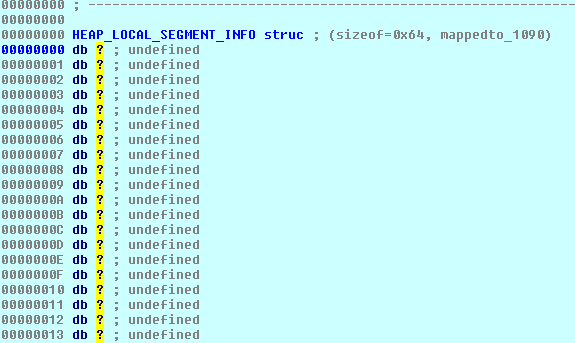 00000000 ; ---------------------------------------------------------------
00000000
00000000 HEAP_LOCAL_SEGMENT_INFO struc ; (sizeof=0x64, mappedto_1090)
00000000 db ? ; undefined
00000001 db ? ; undefined
00000002 db ? ; undefined
00000003 db ? ; undefined
00000004 db ? ; undefined
00000005 db ? ; undefined
00000006 db ? ; undefined
00000007 db ? ; undefined
00000008 db ? ; undefined
00000009 db ? ; undefined
0000000A db ? ; undefined
0000000B db ? ; undefined
0000000C db ? ; undefined
0000000D db ? ; undefined
0000000E db ? ; undefined
0000000F db ? ; undefined
00000010 db ? ; undefined
00000011 db ? ; undefined
00000012 db ? ; undefined
00000013 db ? ; undefined